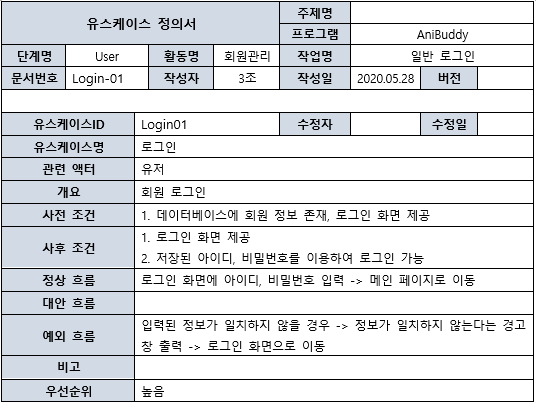 유스케이스 정의서 주제명
프로그램 AniBuddy
단계명 User 활동명 회원관리 작업명 일반 로그인
문서번호 Login-01 작성자 3조 작성일 2020.05.28 버전
유스케이스ID Login01 수정자 수정일
유스케이스명 로그인
관련 액터 유저
개요 회원 로그인
사전 조건 1. 데이터베이스에 회원 정보 존재, 로그인 화면 제공
사후 조건 1. 로그인 화면 제공
2. 저장된 아이디, 비밀번호를 이용하여 로그인 가능
정상 흐름 로그인 화면에 아이디, 비밀번호 입력 -> 메인 페이지로 이동
대안 흐름
예외 흐름 입력된 정보가 일치하지 않을 경우 -> 정보가 일치하지 않는다는 경고
창 출력 -> 로그인 화면으로 이동
비고
우선순위 높음